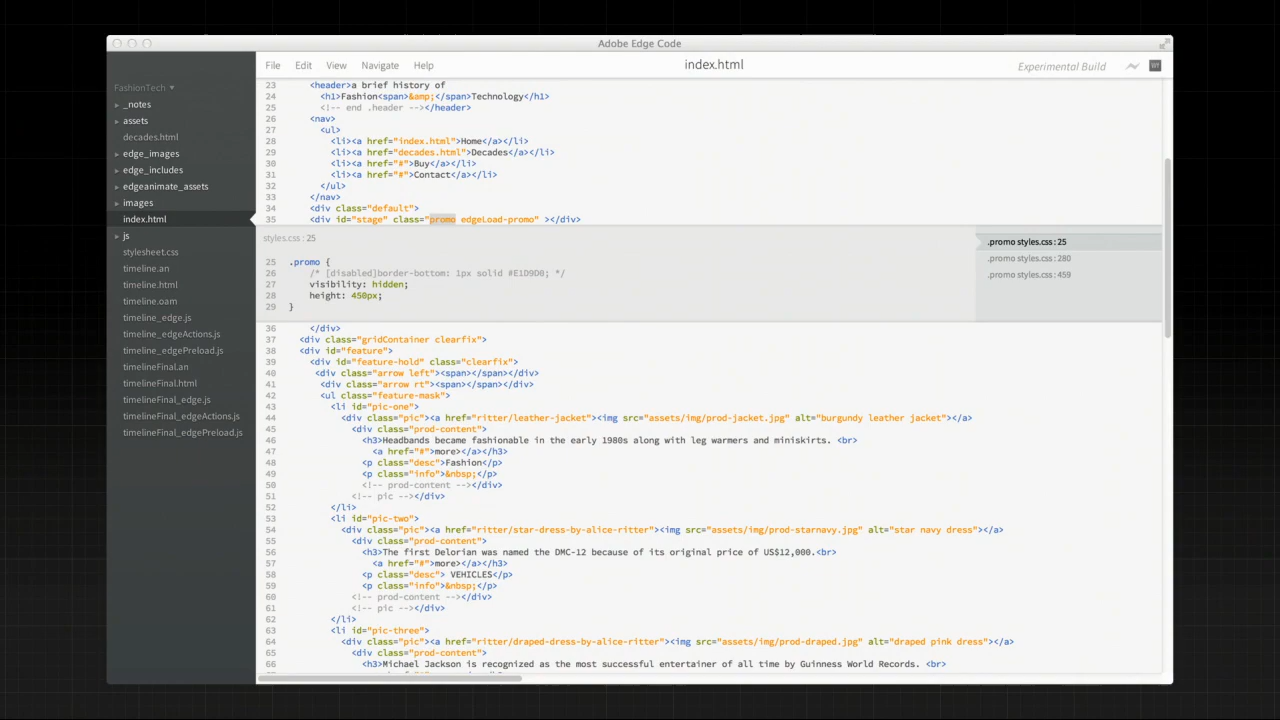 Adobe Edge Code
File Edit View Navigate Help
index.html
Experimental Build
FashionTech
_notes
assets
decades.html
edge_images
edge_includes
edgeanimate_assets
images
index.html
js
stylesheet.css
timeline.an
timeline.html
timeline.oam
timeline_edge.js
timeline_edgeActions.js
timeline_edgePreload.js
timelineFinal.an
timelineFinal.html
timelineFinal_edge.js
timelineFinal_edgeActions.js
timelineFinal_edgePreload.js
23 <header>a brief history of
24 <h1>Fashion<span>&amp;</span>Technology</h1>
25 <!-- end .header --></header>
26 <nav>
27 <ul>
28 <li><a href="index.html">Home</a></li>
29 <li><a href="decades.html">Decades</a></li>
30 <li><a href="#">Buy</a></li>
31 <li><a href="#">Contact</a></li>
32 </ul>
33 </nav>
34 <div class="default">
35 <div id="stage" class="promo edgeLoad-promo" ></div>
styles.css : 25
25 .promo {
26 /* [disabled]border-bottom: 1px solid #E1D9D0; */
27 visibility: hidden;
28 height: 450px;
29 }
.promo styles.css : 25
.promo styles.css : 280
.promo styles.css : 459
36 </div>
37 <div class="gridContainer clearfix">
38 <div id="feature">
39 <div id="feature-hold" class="clearfix">
40 <div class="arrow left"><span></span></div>
41 <div class="arrow rt"><span></span></div>
42 <ul class="feature-mask">
43 <li id="pic-one">
44 <div class="pic"><a href="ritter/leather-jacket"><img src="assets/img/prod-jacket.jpg" alt="burgundy leather jacket"></a>
45 <div class="prod-content">
46 <h3>Headbands became fashionable in the early 1980s along with leg warmers and miniskirts. <br>
47 <a href="#">more></a></h3>
48 <p class="desc">Fashion</p>
49 <p class="info">&nbsp;</p>
50 <!-- prod-content --></div>
51 <!-- pic --></div>
52 </li>
53 <li id="pic-two">
54 <div class="pic"><a href="ritter/star-dress-by-alice-ritter"><img src="assets/img/prod-starnavy.jpg" alt="star navy dress"></a>
55 <div class="prod-content">
56 <h3>The first Delorian was named the DMC-12 because of its original price of US$12,000.<br>
57 <a href="#">more></a></h3>
58 <p class="desc"> VEHICLES</p>
59 <p class="info">&nbsp;</p>
60 <!-- prod-content --></div>
61 <!-- pic --></div>
62 </li>
63 <li id="pic-three">
64 <div class="pic"><a href="ritter/draped-dress-by-alice-ritter"><img src="assets/img/prod-draped.jpg" alt="draped pink dress"></a>
65 <div class="prod-content">
66 <h3>Michael Jackson is recognized as the most successful entertainer of all time by Guinness World Records. <br>